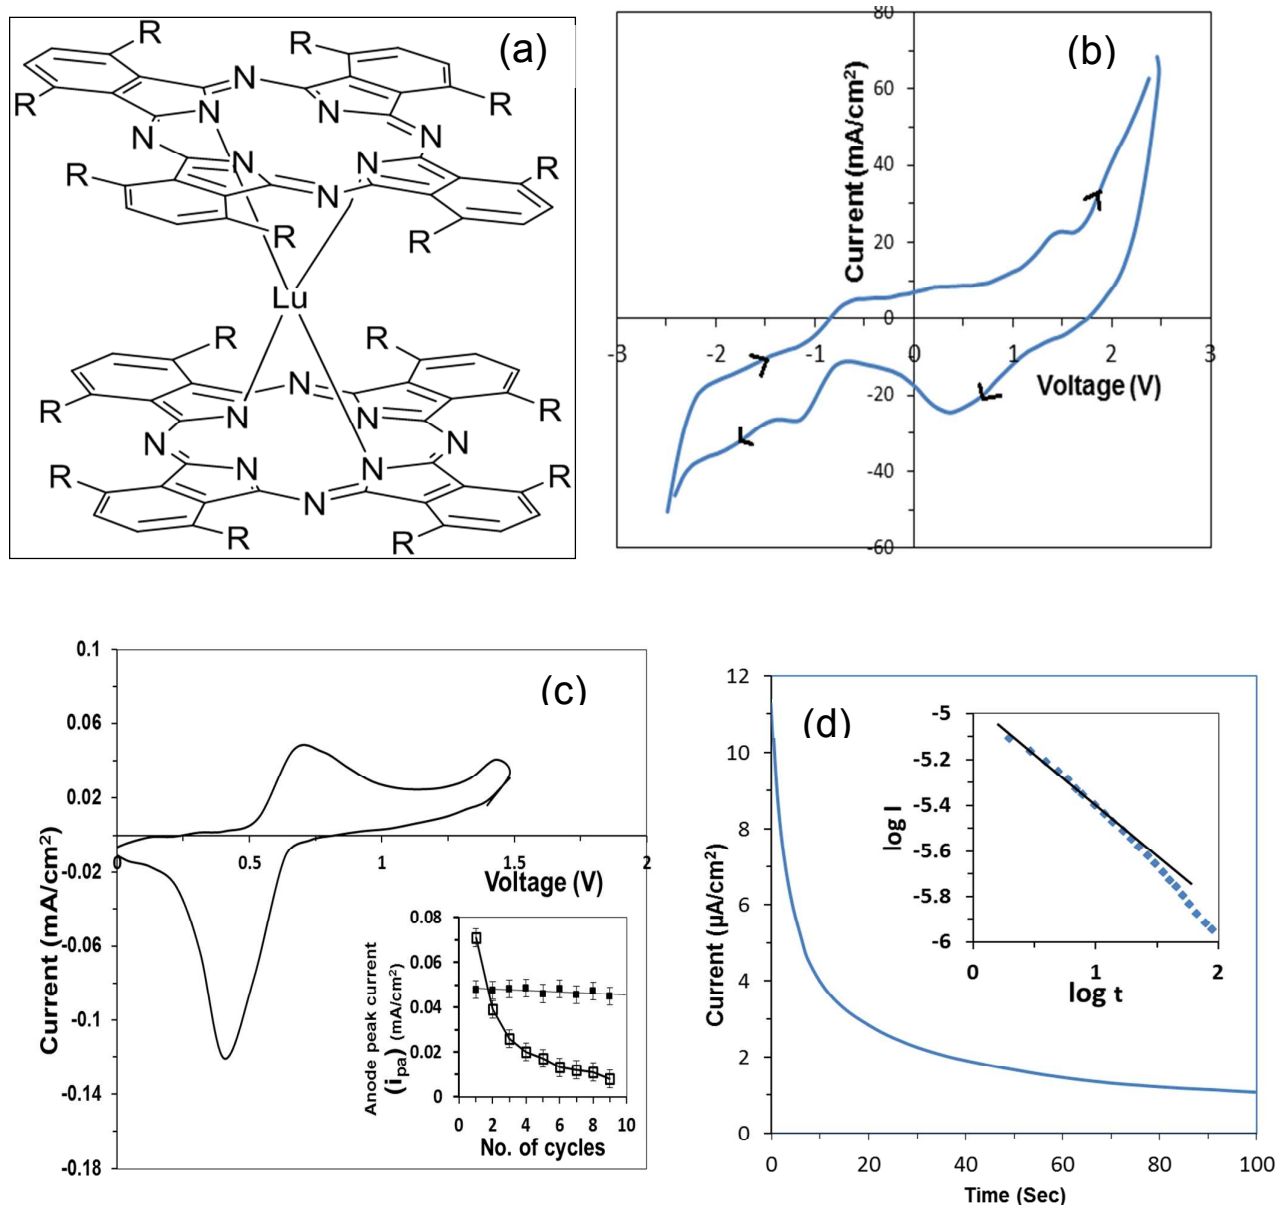 (a)
R R
N
R N N R
N N
R N N R
N
R R
Lu
R R
N
R N N R
N N
R N N R
N
R R
(b)
Current (mA/cm²)
80
60
40
20
0
-20
-40
-60
-3 -2 -1 0 1 2 3
Voltage (V)
(c)
Current (mA/cm²)
0.1
0.06
0.02
-0.02
-0.06
-0.1
-0.14
-0.18
0 0.5 1 1.5 2
Voltage (V)
Anode peak current
(ipa) (mA/cm²)
0.08
0.06
0.04
0.02
0
0 2 4 6 8 10
No. of cycles
(d)
Current (µA/cm²)
12
10
8
6
4
2
0
0 20 40 60 80 100
Time (Sec)
log I
-5
-5.2
-5.4
-5.6
-5.8
-6
0 1 2
log t